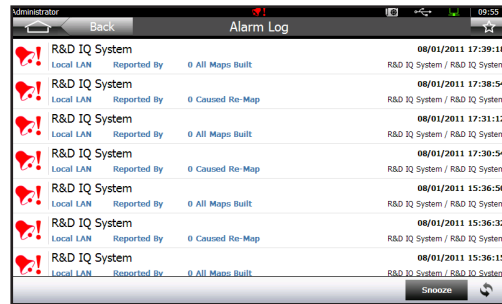 Administrator 09:55
Back Alarm Log
R&D IQ System 08/01/2011 17:39:18
Local LAN Reported By 0 All Maps Built R&D IQ System / R&D IQ System
R&D IQ System 08/01/2011 17:38:54
Local LAN Reported By 0 Caused Re-Map R&D IQ System / R&D IQ System
R&D IQ System 08/01/2011 17:31:12
Local LAN Reported By 0 All Maps Built R&D IQ System / R&D IQ System
R&D IQ System 08/01/2011 17:30:54
Local LAN Reported By 0 Caused Re-Map R&D IQ System / R&D IQ System
R&D IQ System 08/01/2011 15:36:50
Local LAN Reported By 0 All Maps Built R&D IQ System / R&D IQ System
R&D IQ System 08/01/2011 15:36:32
Local LAN Reported By 0 Caused Re-Map R&D IQ System / R&D IQ System
R&D IQ System 08/01/2011 15:36:15
Local LAN Reported By 0 All Maps Built R&D IQ System / R&D IQ System
Snooze